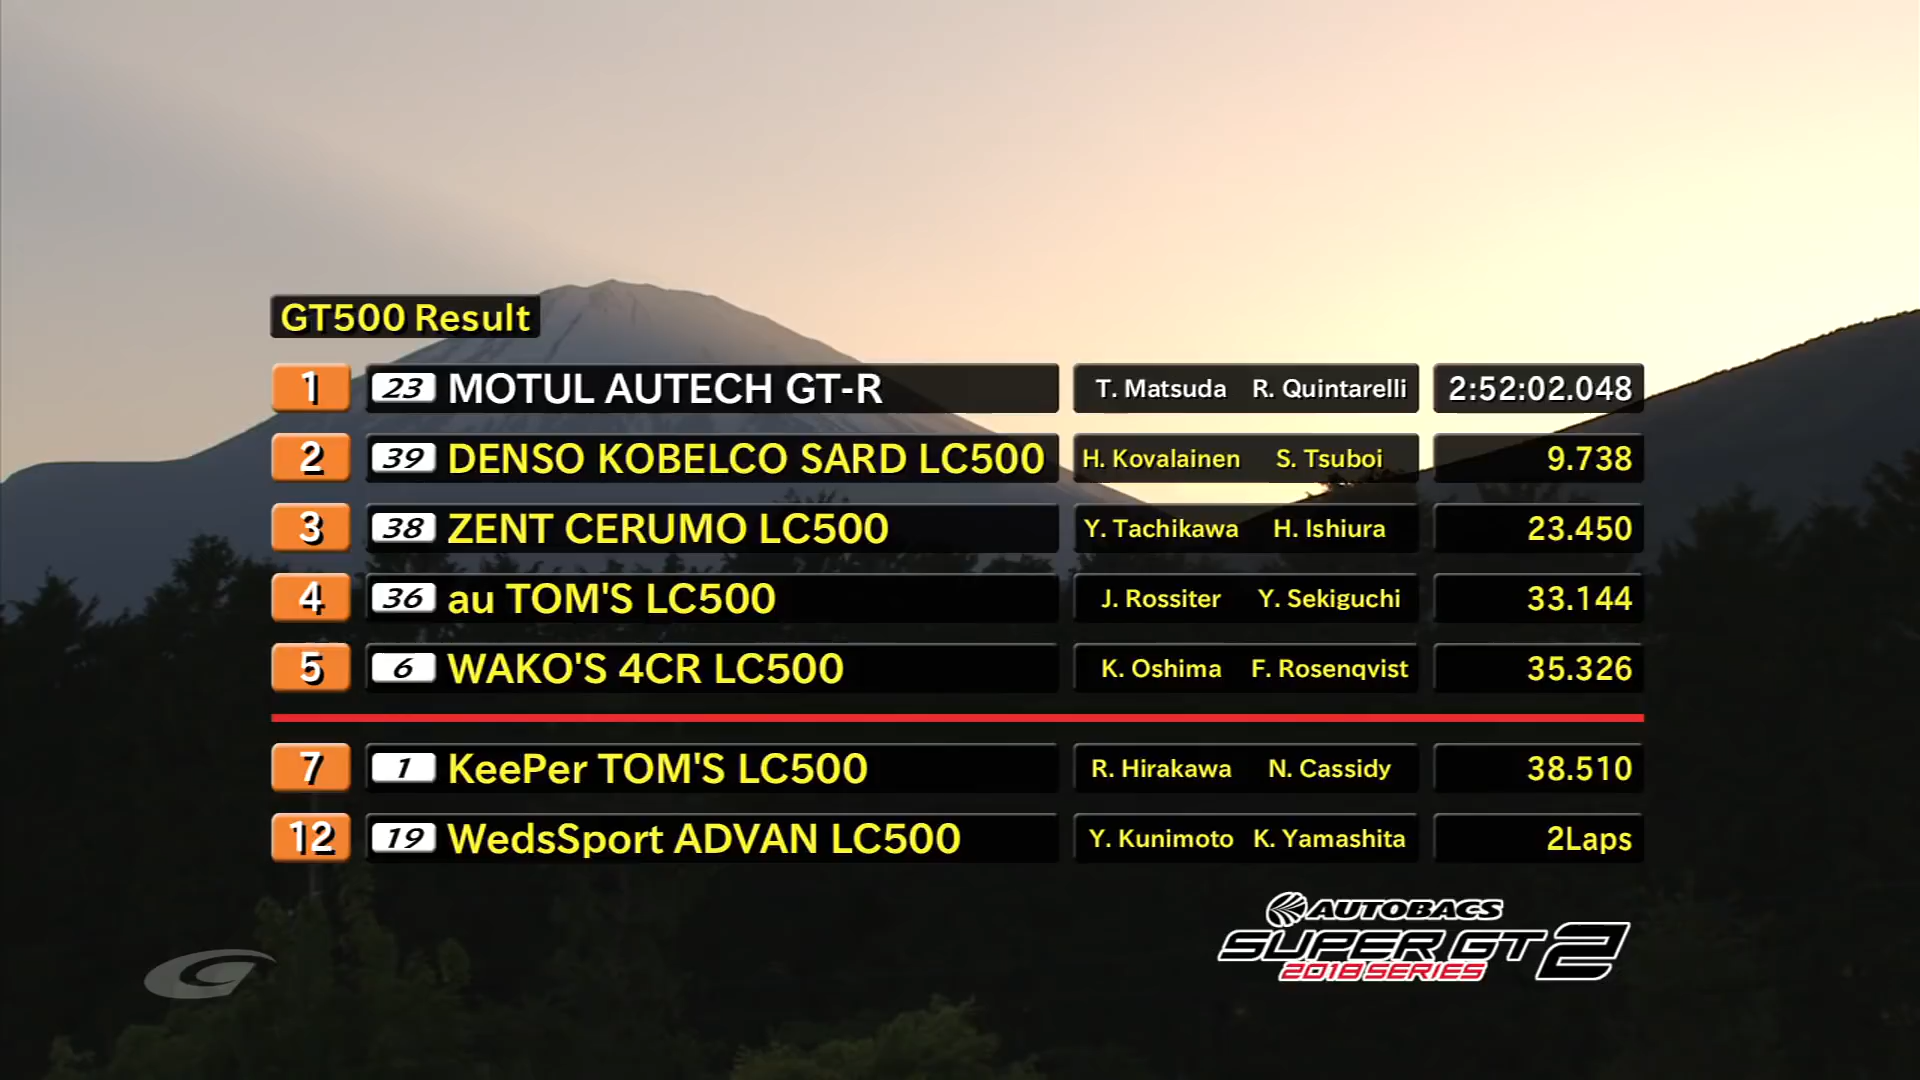 GT500 Result
1 23 MOTUL AUTECH GT-R T. Matsuda R. Quintarelli 2:52:02.048
2 39 DENSO KOBELCO SARD LC500 H. Kovalainen S. Tsuboi 9.738
3 38 ZENT CERUMO LC500 Y. Tachikawa H. Ishiura 23.450
4 36 au TOM'S LC500 J. Rossiter Y. Sekiguchi 33.144
5 6 WAKO'S 4CR LC500 K. Oshima F. Rosenqvist 35.326
7 1 KeePer TOM'S LC500 R. Hirakawa N. Cassidy 38.510
12 19 WedsSport ADVAN LC500 Y. Kunimoto K. Yamashita 2Laps
AUTOBACS
SUPER GT 2
2018 SERIES